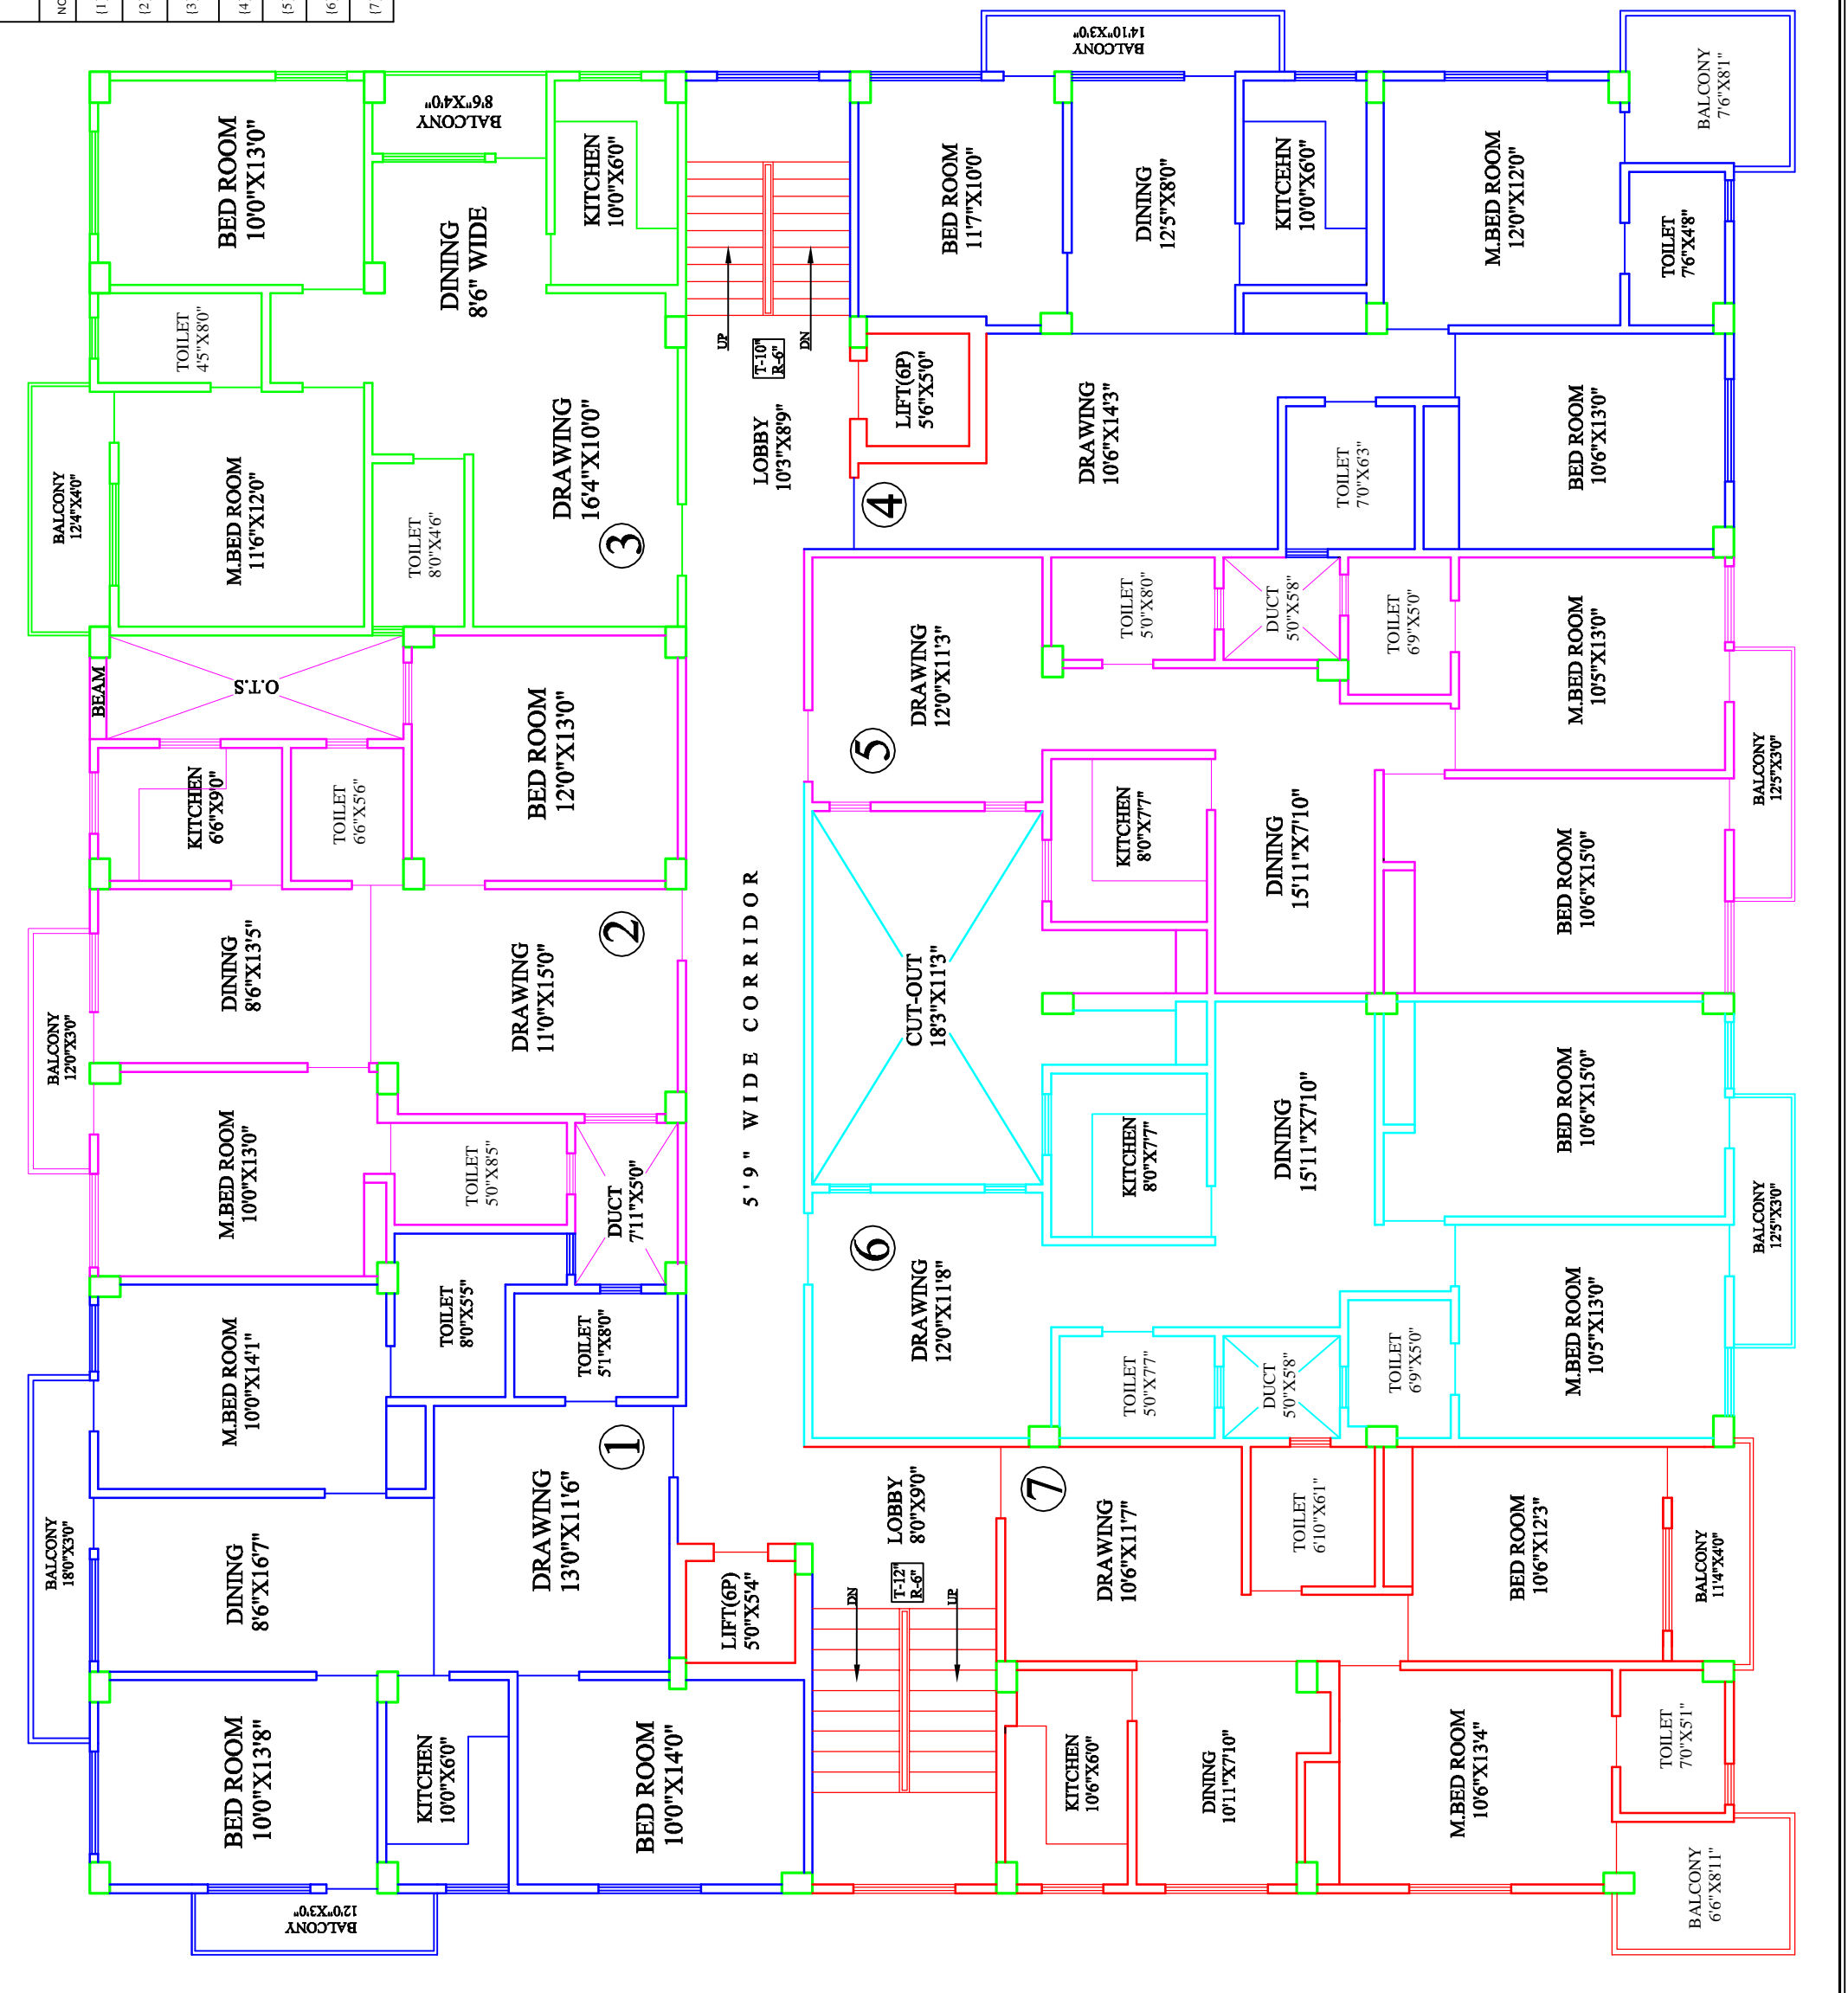 NO
{1}
{2}
{3}
{4}
{5}
{6}
{7}
BALCONY
18'0"X3'0"
BALCONY
12'0"X3'0"
BALCONY
12'4"X4'0"
BED ROOM
10'0"X13'8"
DINING
8'6"X16'7"
M.BED ROOM
10'0"X14'1"
M.BED ROOM
10'0"X13'0"
DINING
8'6"X13'5"
KITCHEN
6'6"X9'0"
BEAM
O.T.S
M.BED ROOM
11'6"X12'0"
TOILET
4'5"X8'0"
BED ROOM
10'0"X13'0"
BALCONY
12'0"X3'0"
KITCHEN
10'0"X6'0"
TOILET
8'0"X5'5"
TOILET
5'0"X8'5"
TOILET
6'6"X5'6"
TOILET
8'0"X4'6"
DINING
8'6" WIDE
BALCONY
8'6"X4'0"
DRAWING
13'0"X11'6"
TOILET
5'1"X8'0"
DRAWING
11'0"X15'0"
BED ROOM
12'0"X13'0"
DRAWING
16'4"X10'0"
KITCHEN
10'0"X6'0"
BED ROOM
10'0"X14'0"
1
DUCT
7'11"X5'0"
2
3
LIFT(6P)
5'0"X5'4"
5'9" WIDE CORRIDOR
LOBBY
10'3"X8'9"
UP
T-10"
R-6"
DN
DN
T-12"
R-6"
UP
LOBBY
8'0"X9'0"
6
5
4
LIFT(6P)
5'6"X5'0"
DRAWING
12'0"X11'8"
CUT-OUT
18'3"X11'3"
DRAWING
12'0"X11'3"
BED ROOM
11'7"X10'0"
7
KITCHEN
10'6"X6'0"
DRAWING
10'6"X11'7"
TOILET
5'0"X7'7"
KITCHEN
8'0"X7'7"
KITCHEN
8'0"X7'7"
TOILET
5'0"X8'0"
DRAWING
10'6"X14'3"
DINING
12'5"X8'0"
BALCONY
14'10"X3'0"
DINING
10'11"X7'10"
TOILET
6'10"X6'1"
DUCT
5'0"X5'8"
DINING
15'11"X7'10"
DINING
15'11"X7'10"
DUCT
5'0"X5'8"
TOILET
7'0"X6'3"
KITCEHN
10'0"X6'0"
TOILET
6'9"X5'0"
TOILET
6'9"X5'0"
M.BED ROOM
10'6"X13'4"
BED ROOM
10'6"X12'3"
M.BED ROOM
10'5"X13'0"
BED ROOM
10'6"X15'0"
BED ROOM
10'6"X15'0"
M.BED ROOM
10'5"X13'0"
BED ROOM
10'6"X13'0"
M.BED ROOM
12'0"X12'0"
BALCONY
6'6"X8'11"
TOILET
7'0"X5'1"
BALCONY
11'4"X4'0"
BALCONY
12'5"X3'0"
BALCONY
12'5"X3'0"
TOILET
7'6"X4'8"
BALCONY
7'6"X8'1"